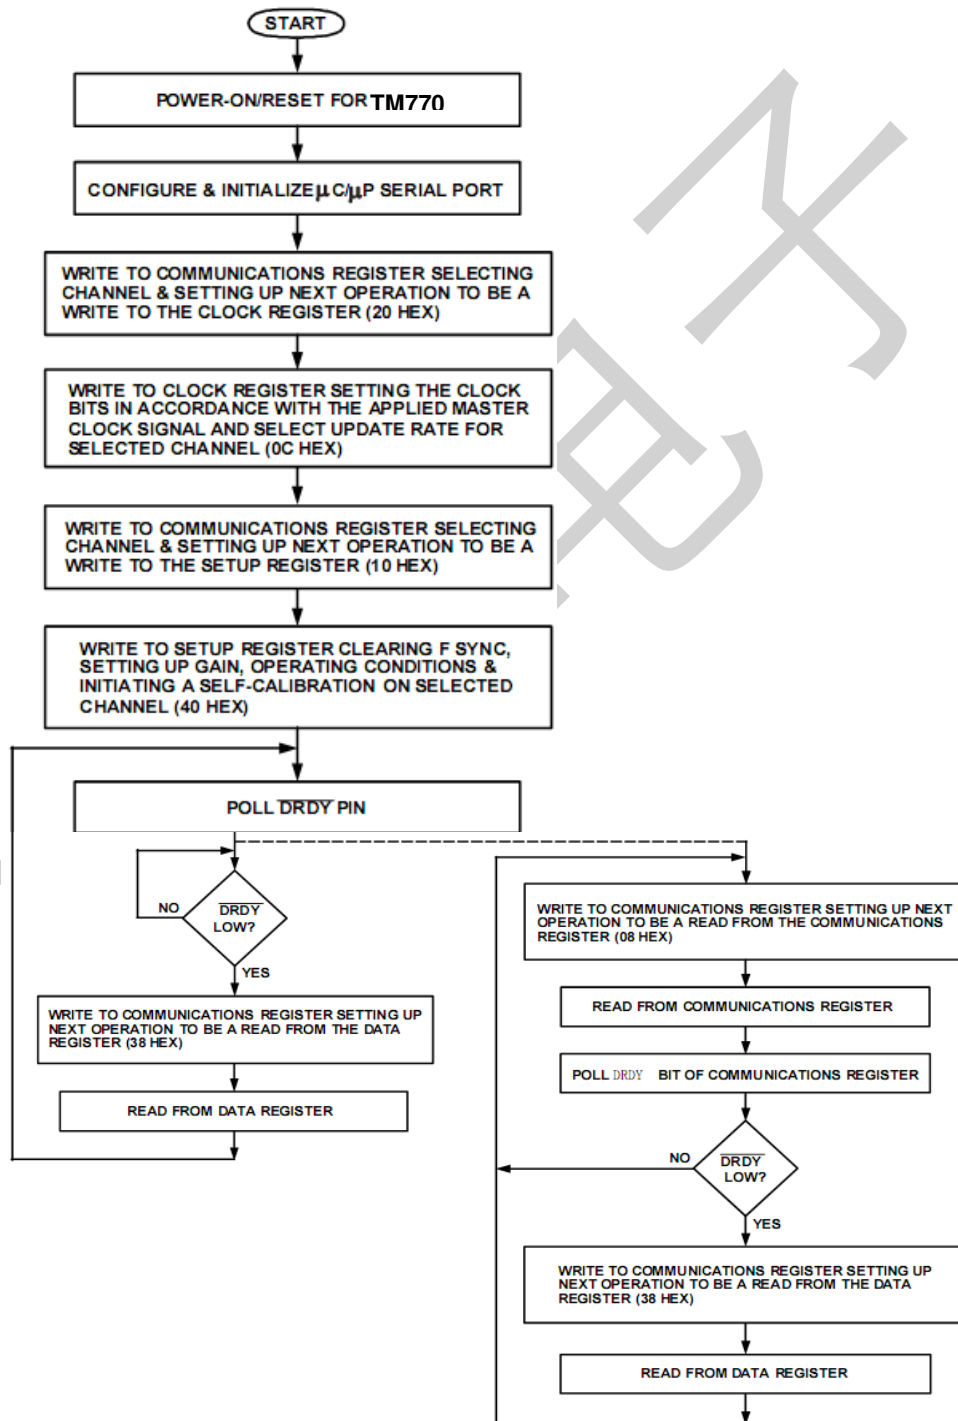 START
POWER-ON/RESET FOR TM770
CONFIGURE & INITIALIZE μC/μP SERIAL PORT
WRITE TO COMMUNICATIONS REGISTER SELECTING
CHANNEL & SETTING UP NEXT OPERATION TO BE A
WRITE TO THE CLOCK REGISTER (20 HEX)
WRITE TO CLOCK REGISTER SETTING THE CLOCK
BITS IN ACCORDANCE WITH THE APPLIED MASTER
CLOCK SIGNAL AND SELECT UPDATE RATE FOR
SELECTED CHANNEL (0C HEX)
WRITE TO COMMUNICATIONS REGISTER SELECTING
CHANNEL & SETTING UP NEXT OPERATION TO BE A
WRITE TO THE SETUP REGISTER (10 HEX)
WRITE TO SETUP REGISTER CLEARING F SYNC,
SETTING UP GAIN, OPERATING CONDITIONS &
INITIATING A SELF-CALIBRATION ON SELECTED
CHANNEL (40 HEX)
POLL DRDY PIN
NO
DRDY
LOW?
YES
WRITE TO COMMUNICATIONS REGISTER SETTING UP
NEXT OPERATION TO BE A READ FROM THE DATA
REGISTER (38 HEX)
READ FROM DATA REGISTER
WRITE TO COMMUNICATIONS REGISTER SETTING UP NEXT
OPERATION TO BE A READ FROM THE COMMUNICATIONS
REGISTER (08 HEX)
READ FROM COMMUNICATIONS REGISTER
POLL DRDY BIT OF COMMUNICATIONS REGISTER
NO
DRDY
LOW?
YES
WRITE TO COMMUNICATIONS REGISTER SETTING UP
NEXT OPERATION TO BE A READ FROM THE DATA
REGISTER (38 HEX)
READ FROM DATA REGISTER
电子